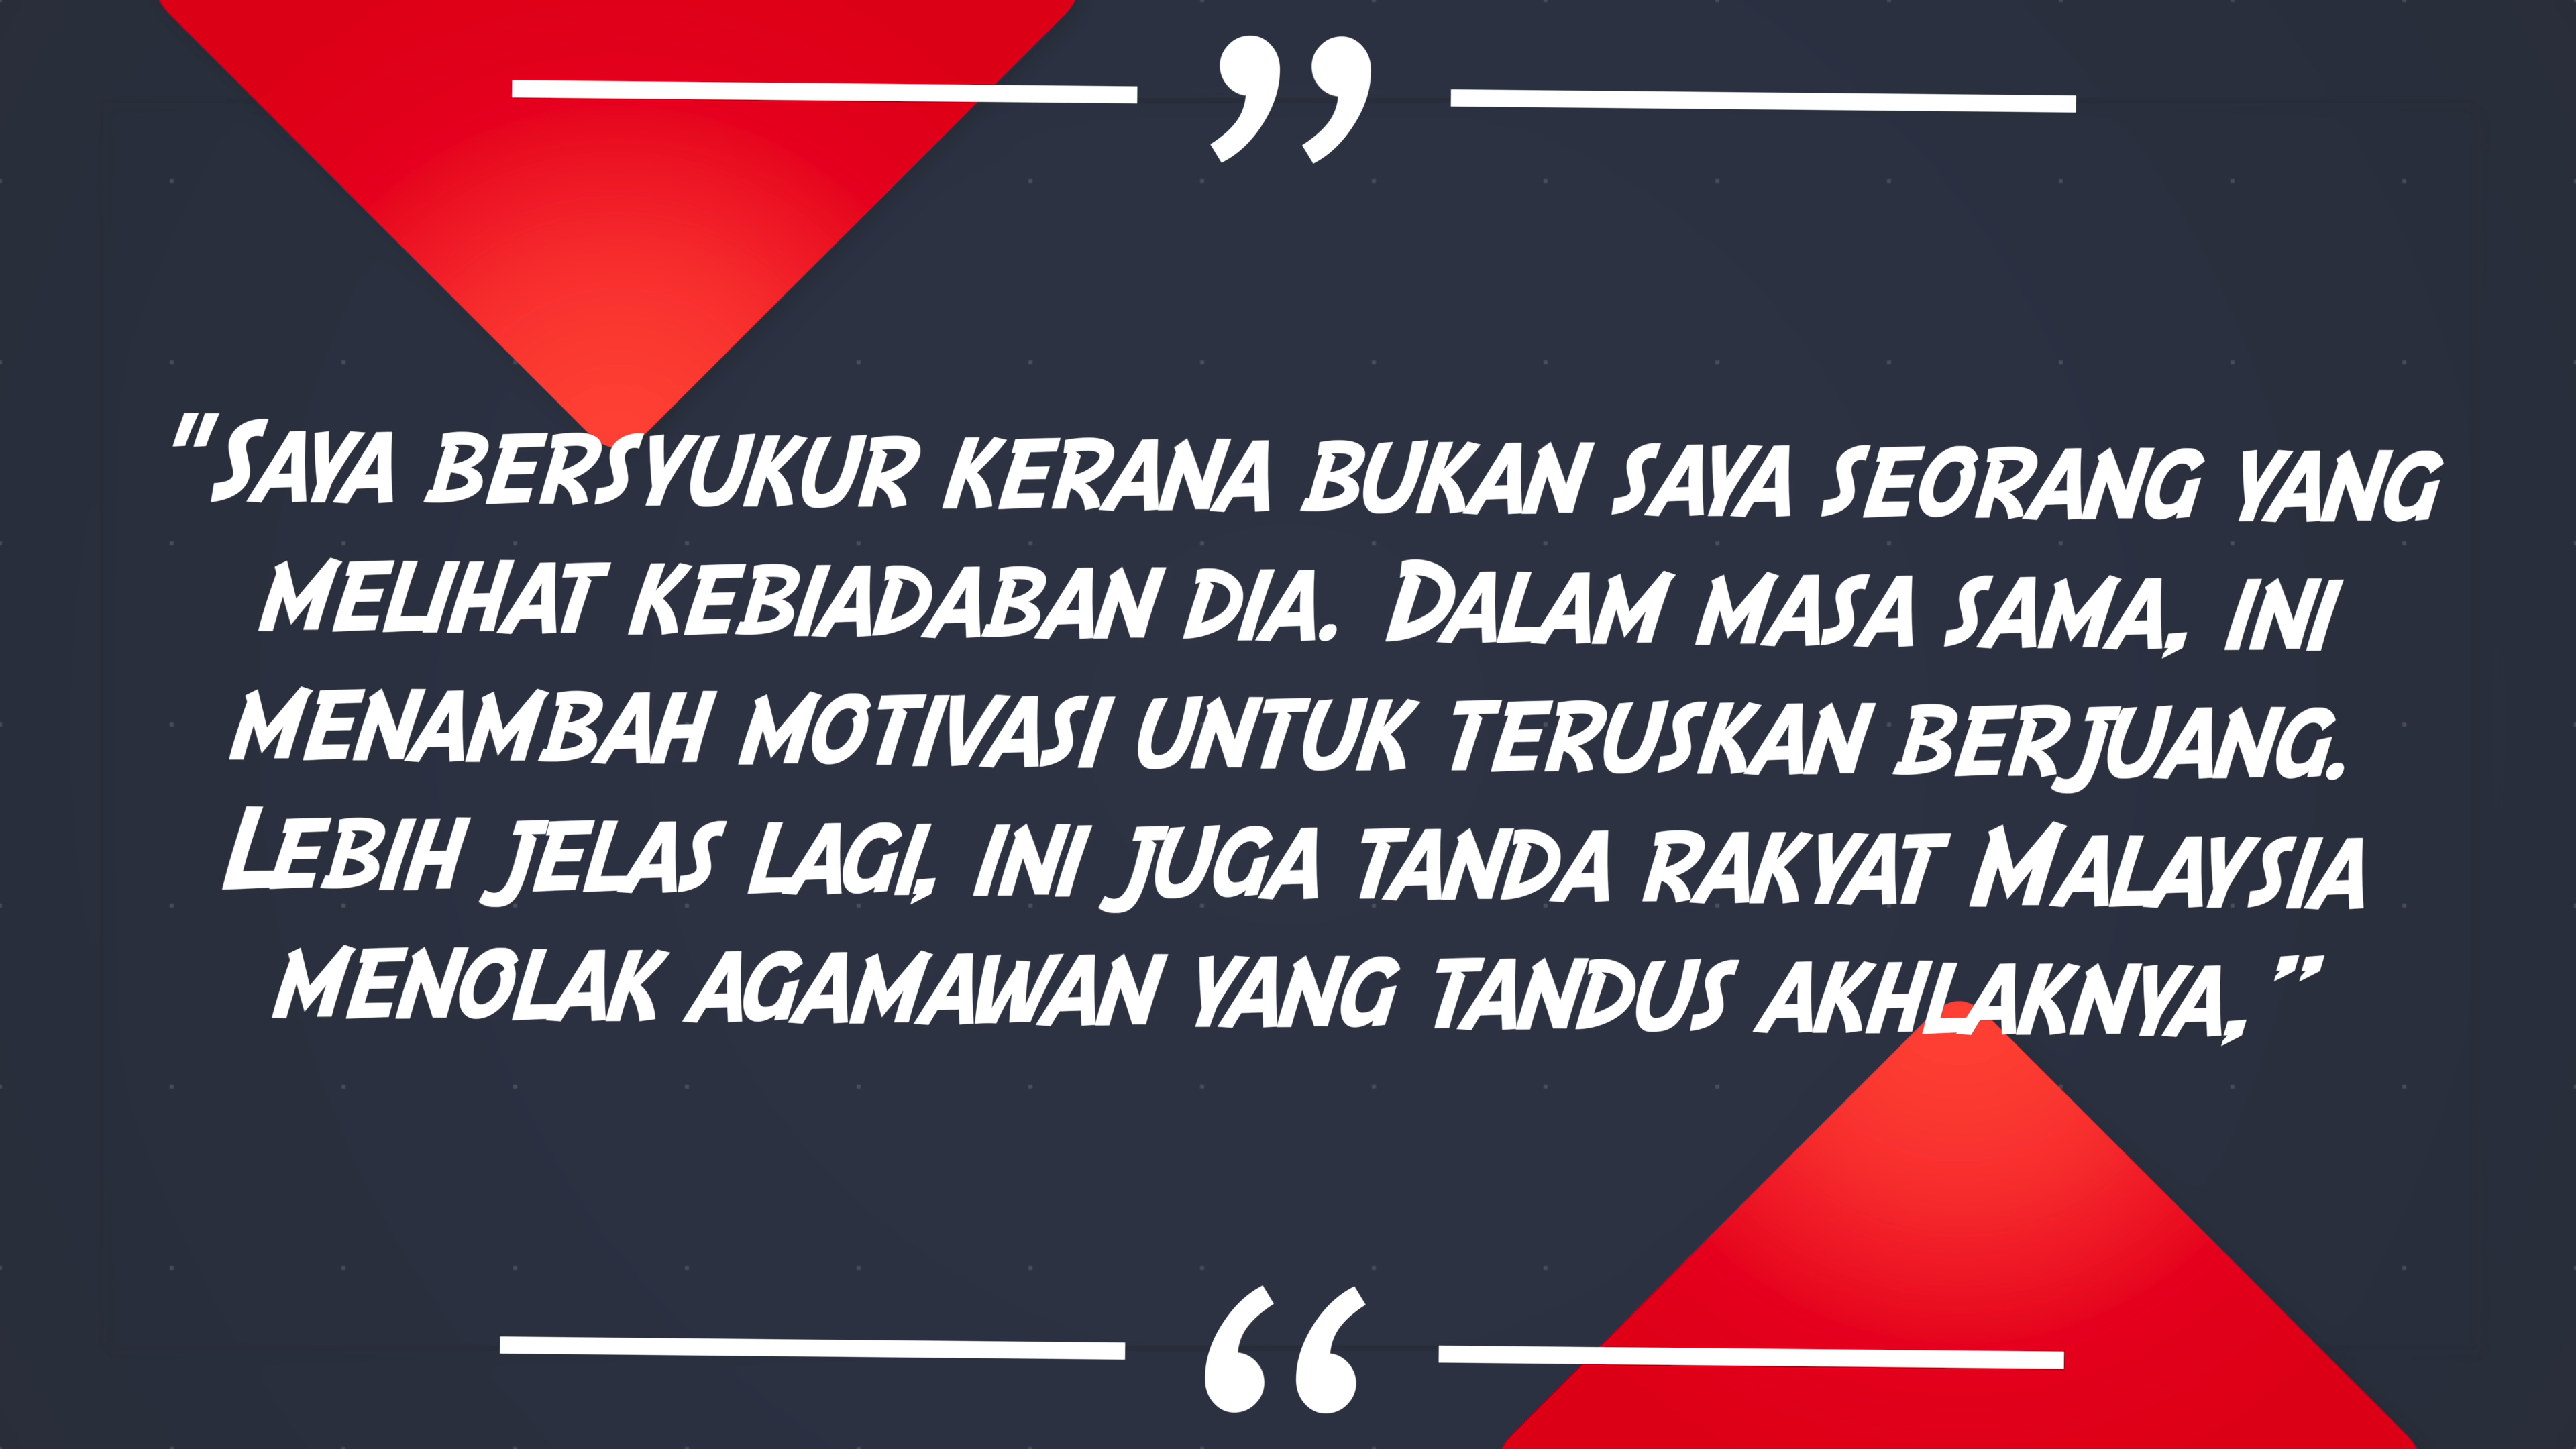 ”
"Saya bersyukur kerana bukan saya seorang yang
melihat kebiadaban dia. Dalam masa sama, ini
menambah motivasi untuk teruskan berjuang.
Lebih jelas lagi, ini juga tanda rakyat Malaysia
menolak agamawan yang tandus akhlaknya,”
“